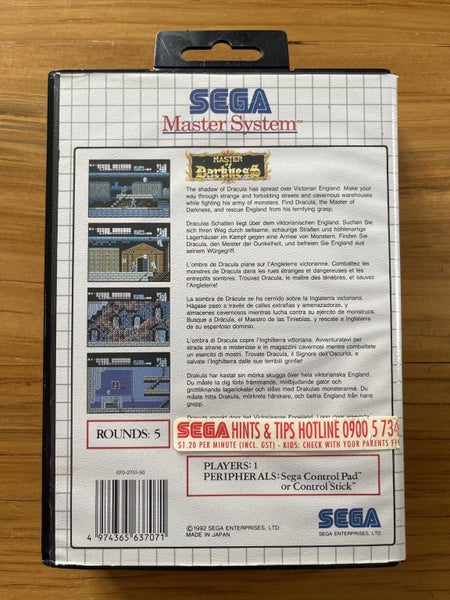 SEGA
Master System™
MASTER
of
Darkness
The shadow of Dracula has spread over Victorian England. Make your
way through strange and forbidding streets and cavernous warehouses
while fighting his army of monsters. Find Dracula, the Master of
Darkness, and rescue England from his terrifying grasp.
Draculas Schatten liegt über dem viktorianischen England. Suchen Sie
sich Ihren Weg durch seltsame, schaurige Straßen und höhlenartige
Lagerhäuser im Kampf gegen eine Armee von Monstern. Finden Sie
Dracula, den Meister der Dunkelheit, und befreien Sie England aus
seinem Würgegriff.
L'ombre de Dracula plane sur l'Angleterre victorienne. Combattez les
monstres de Dracula dans les rues étranges et dangereuses et les
entrepôts sombres. Trouvez Dracula, le maître des ténèbres, et sauvez
l'Angleterre!
La sombra de Drácula se ha cernido sobre la Inglaterra victoriana.
Hágase paso a través de calles extrañas y amenazadoras, y
almacenes cavernosos mientras lucha contra su ejército de monstruos.
Busque a Drácula, el Maestro de las Tinieblas, y rescate a Inglaterra
de su espantoso dominio.
L'ombra di Dracula copre l'Inghilterra vittoriana. Avventuratevi per
strade strane e misteriose e in magazzini cavernosi mentre combattete
un esercito di mostri. Trovate Dracula, il Signore dell'Oscurità, e
salvate l'Inghilterra dalla sua presa terrificante.
Drakula har kastat sin mörka skugga över hela viktorianska England.
Du måste ta dig förbi främmande, motbjudande gator och
grottliknande lagerlokaler och slåss med Drakulas monsterarmé. Du
måste hitta Drakula, mörkrets härskare, och befria England från hans
skräckvälde.
ROUNDS: 5
SEGA HINTS & TIPS HOTLINE 0900 5 734
$1.20 PER MINUTE (INCL. GST) - KIDS: CHECK WITH YOUR PARENTS
PLAYERS: 1
PERIPHERALS: Sega Control Pad™
or Control Stick™
670-2751-50
4 974365 637071
©1992 SEGA ENTERPRISES, LTD.
MADE IN JAPAN
SEGA
SEGA ENTERPRISES, LTD.